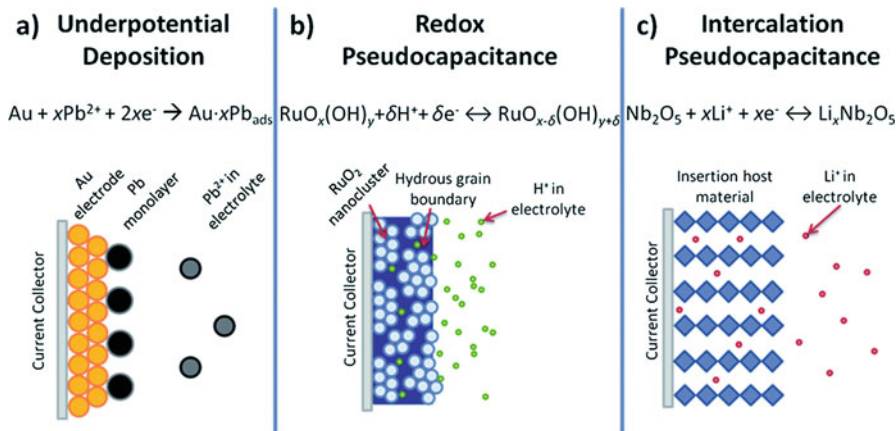 a) Underpotential
Deposition
Au + xPb²⁺ + 2xe⁻ → Au·xPb_ads
Au
electrode
Pb
monolayer
Pb²⁺ in
electrolyte
Current Collector
b) Redox
Pseudocapacitance
RuOₓ(OH)ᵧ+δH⁺+ δe⁻ ↔ RuOₓ₋δ(OH)ᵧ₊δ
RuO₂
nanocluster
Hydrous grain
boundary
H⁺ in
electrolyte
Current Collector
c) Intercalation
Pseudocapacitance
Nb₂O₅ + xLi⁺ + xe⁻ ↔ LiₓNb₂O₅
Insertion host
material
Li⁺ in
electrolyte
Current Collector